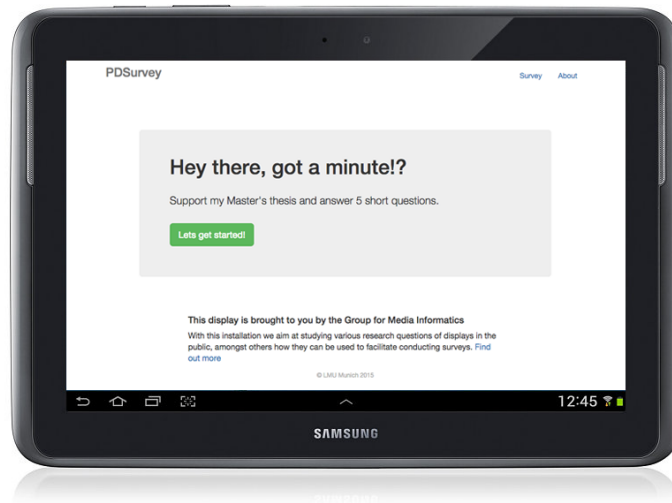 PDSurvey
Survey About
Hey there, got a minute!?
Support my Master's thesis and answer 5 short questions.
Lets get started!
This display is brought to you by the Group for Media Informatics
With this installation we aim at studying various research questions of displays in the
public, amongst others how they can be used to facilitate conducting surveys. Find
out more
© LMU Munich 2015
12:45
SAMSUNG